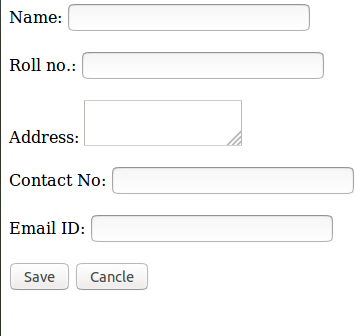 Name:
Roll no.:
Address:
Contact No:
Email ID:
Save Cancle